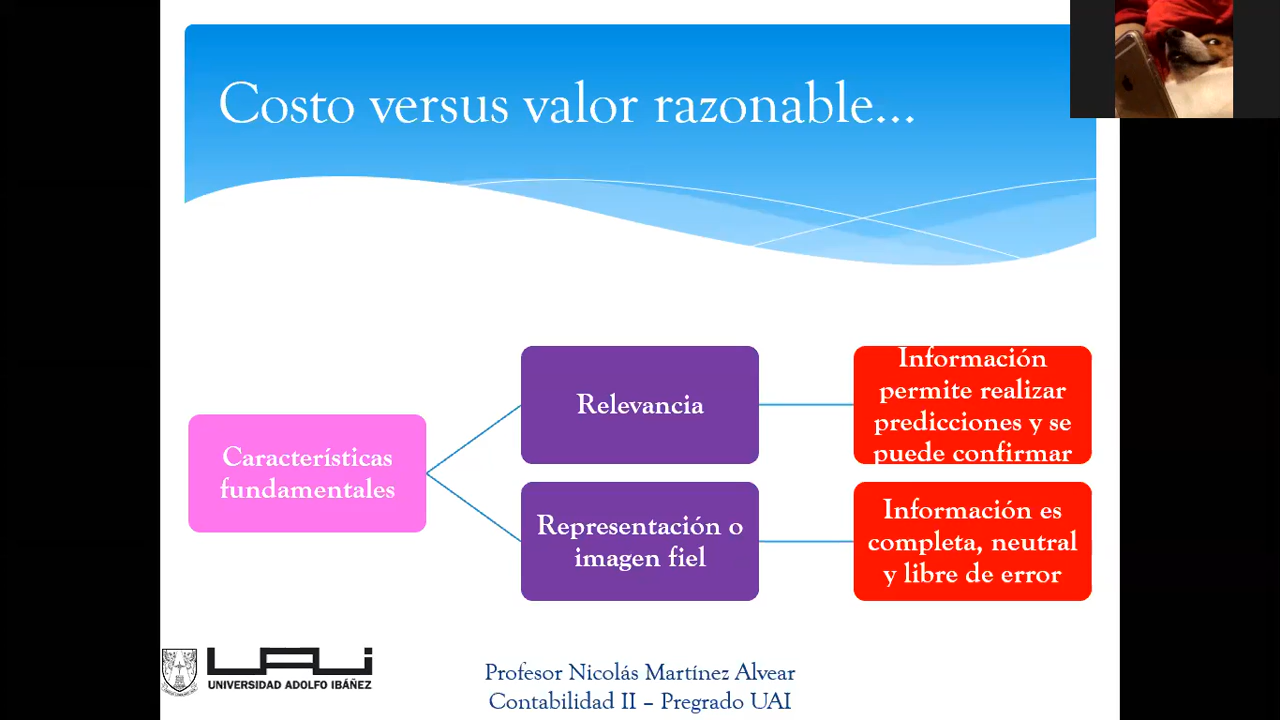 Costo versus valor razonable...
Características
fundamentales
Relevancia
Información
permite realizar
predicciones y se
puede confirmar
Representación o
imagen fiel
Información es
completa, neutral
y libre de error
UAI
UNIVERSIDAD ADOLFO IBÁÑEZ
Profesor Nicolás Martínez Alvear
Contabilidad II – Pregrado UAI